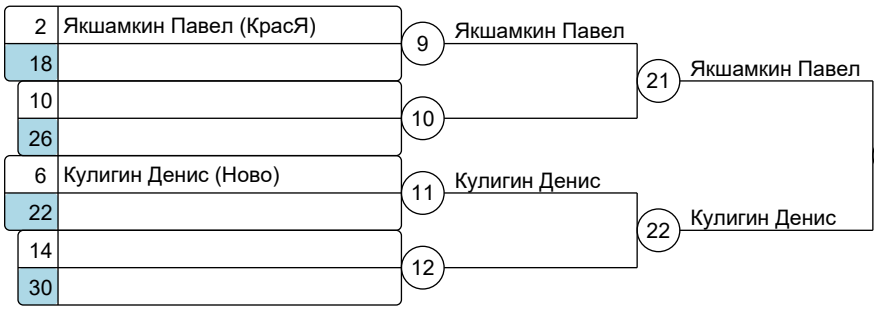 2 Якшамкин Павел (КрасЯ)
18
9 Якшамкин Павел
10
26
10
21 Якшамкин Павел
6 Кулигин Денис (Ново)
22
11 Кулигин Денис
14
30
12
22 Кулигин Денис